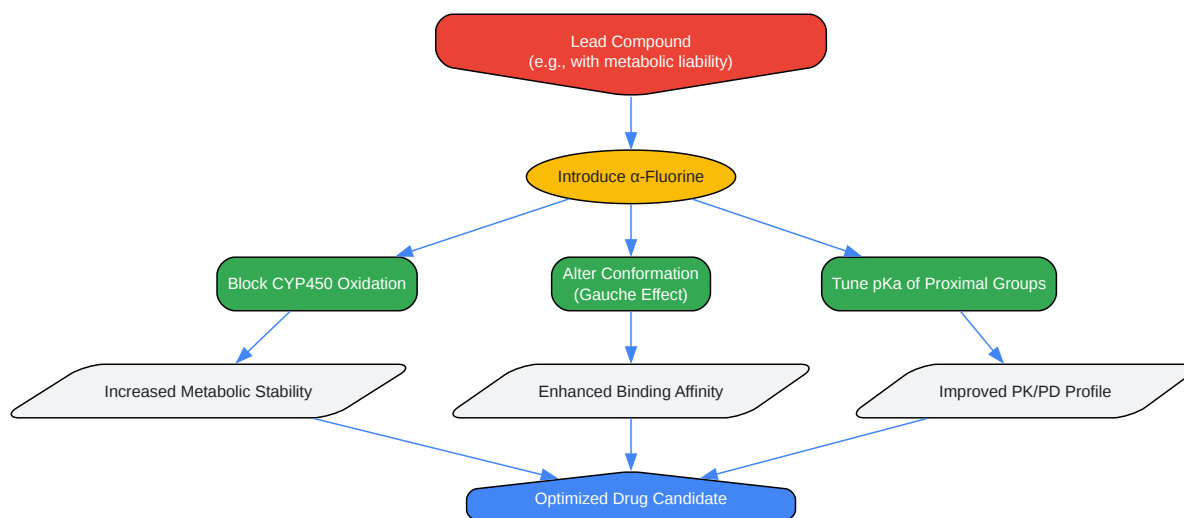 Lead Compound
(e.g., with metabolic liability)
Introduce α-Fluorine
Block CYP450 Oxidation
Alter Conformation
(Gauche Effect)
Tune pKa of Proximal Groups
Increased Metabolic Stability
Enhanced Binding Affinity
Improved PK/PD Profile
Optimized Drug Candidate